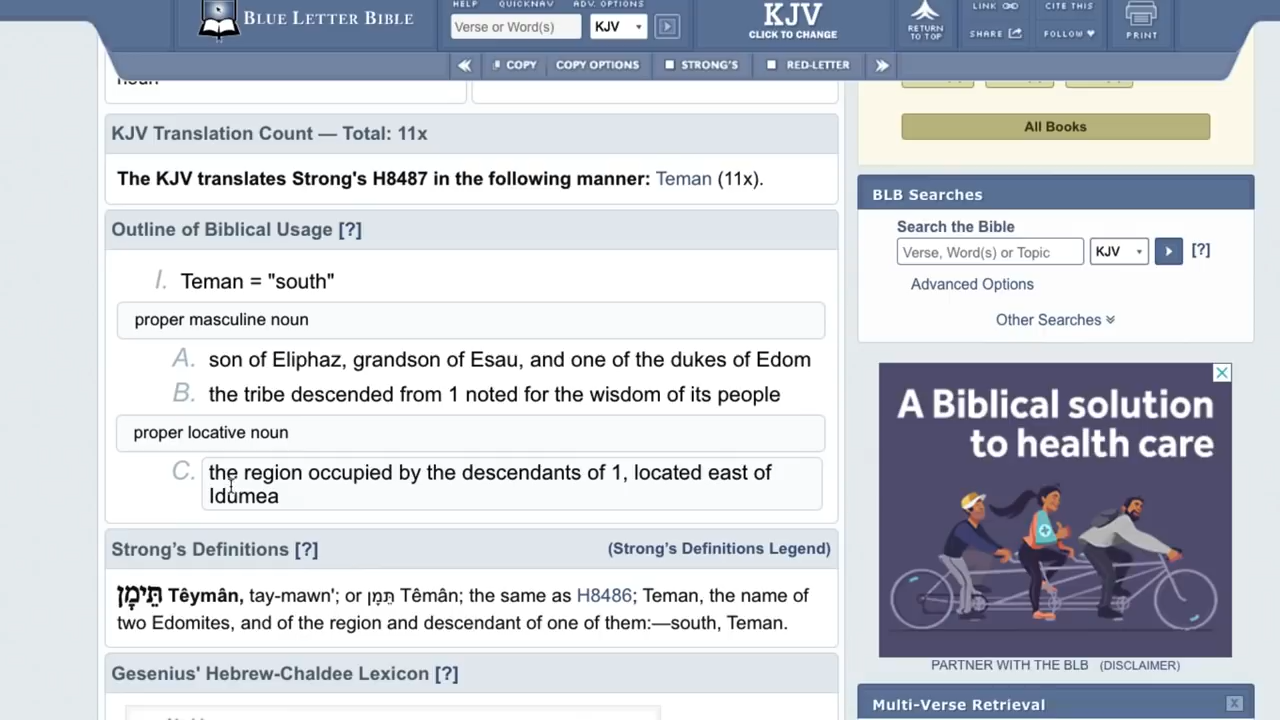 HELP QUICKNAV ADV. OPTIONS
BLUE LETTER BIBLE
Verse or Word(s)
KJV
KJV
CLICK TO CHANGE
RETURN
TO TOP
LINK
CITE THIS
SHARE
FOLLOW
PRINT
COPY
COPY OPTIONS
STRONG'S
RED-LETTER
noun
KJV Translation Count — Total: 11x
The KJV translates Strong's H8487 in the following manner: Teman (11x).
Outline of Biblical Usage [?]
I. Teman = "south"
proper masculine noun
A. son of Eliphaz, grandson of Esau, and one of the dukes of Edom
B. the tribe descended from 1 noted for the wisdom of its people
proper locative noun
C. the region occupied by the descendants of 1, located east of
Idumea
Strong's Definitions [?]
(Strong's Definitions Legend)
תֵּימָן Têymân, tay-mawn'; or תֵּמָן Têmân; the same as H8486; Teman, the name of
two Edomites, and of the region and descendant of one of them:—south, Teman.
Gesenius' Hebrew-Chaldee Lexicon [?]
All Books
BLB Searches
Search the Bible
Verse, Word(s) or Topic
KJV
[?]
Advanced Options
Other Searches
A Biblical solution
to health care
PARTNER WITH THE BLB (DISCLAIMER)
Multi-Verse Retrieval
x